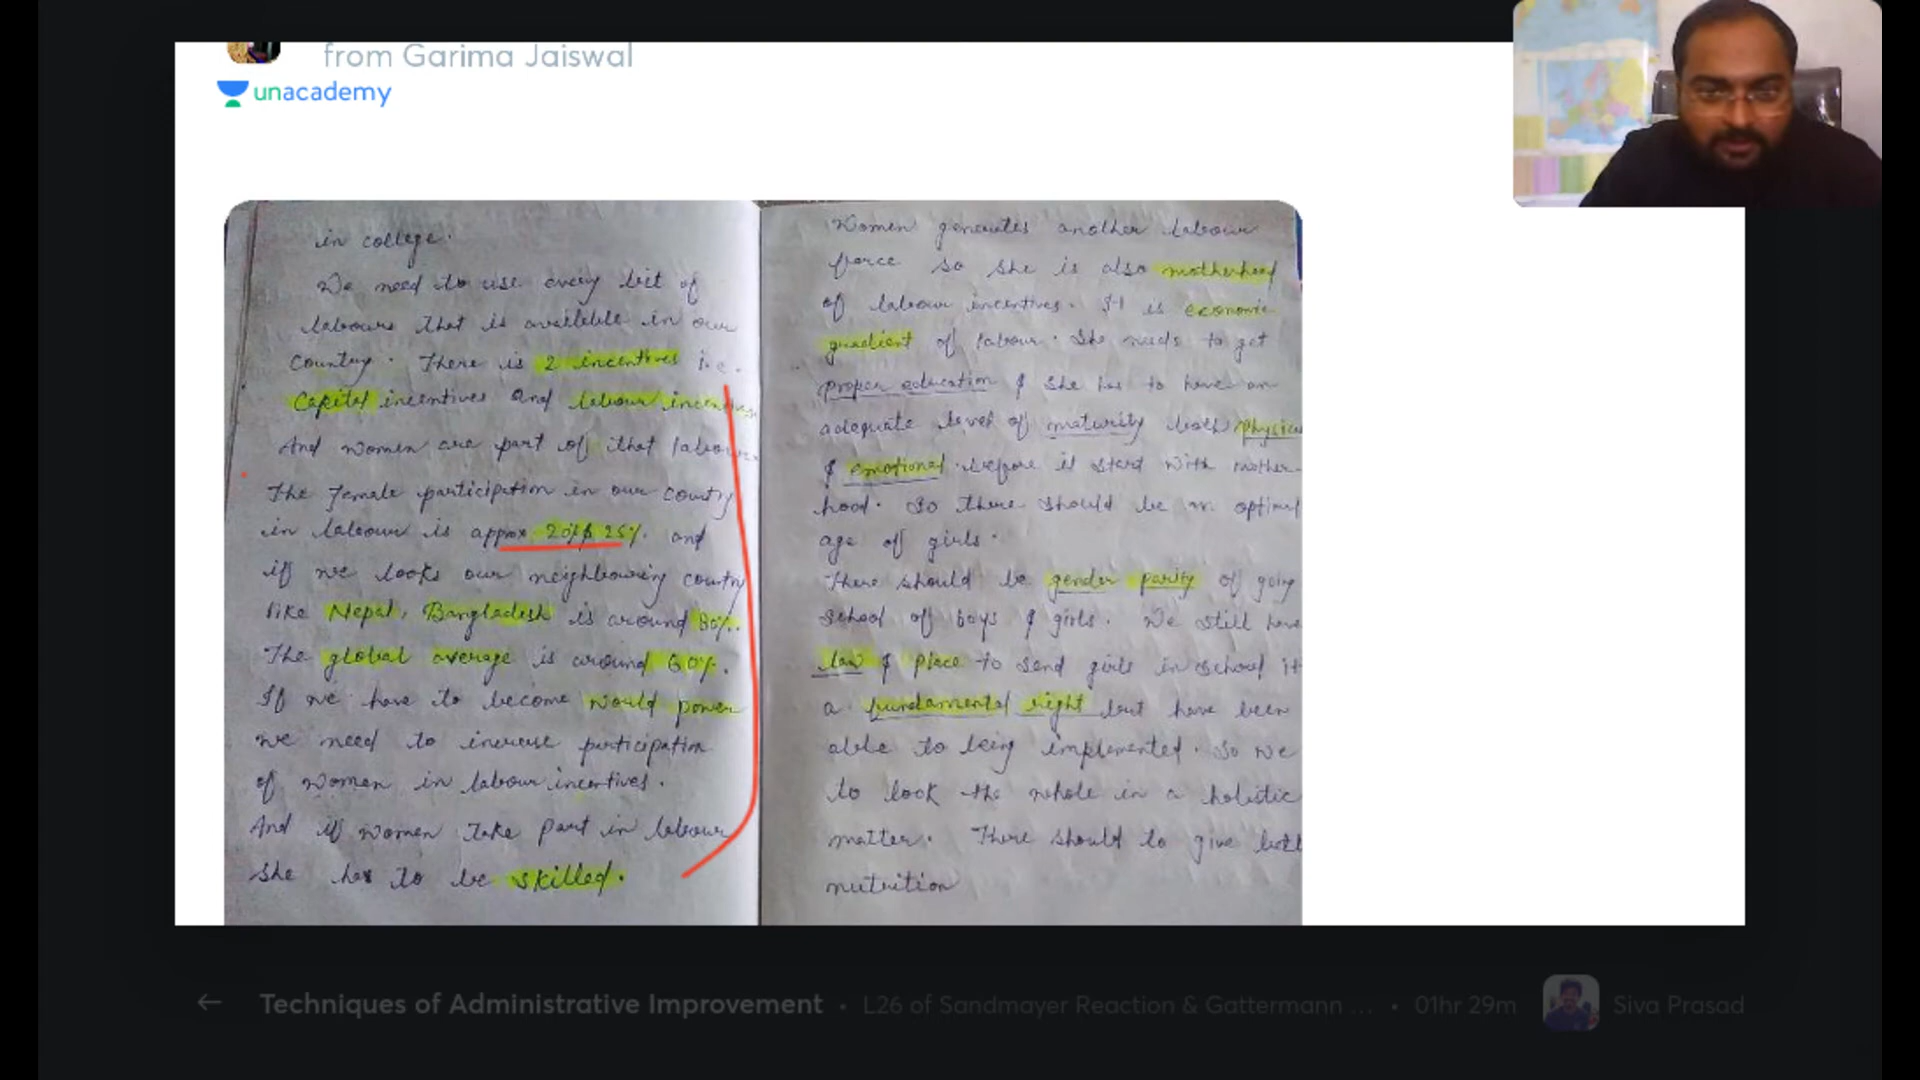 from Garima Jaiswal
unacademy
in college.
We need to use every bit of
labours that is available in our
country. There is 2 incentives i.e.
Capital incentives and labour incentives
And women are part of that labour
The female participation in our country
in labour is approx 20% & 25%. and
if we looks our neighbouring country
like Nepal, Bangladesh is around 80%.
The global average is around 60%.
If we have to become would power
we need to increase participation
of women in labour incentives.
And if women take part in labour
she has to be skilled.
Women generates another labour
force so she is also motherhood
of labour incentives. It is economic
gradient of labour. She needs to get
proper education & she has to have an
adequate level of maturity both physica
& emotional before is start with mother-
hood. So there should be an optimal
age of girls.
There should be gender parity of going
school of boys & girls. We still have
law & place to send girls in school it
a fundamental right but have been
able to being implemented. So we
to look the whole in a holistic
matter. There should to give both
nutrition
Techniques of Administrative Improvement • L26 of Sandmayer Reaction & Gattermann ... • 01hr 29m Siva Prasad